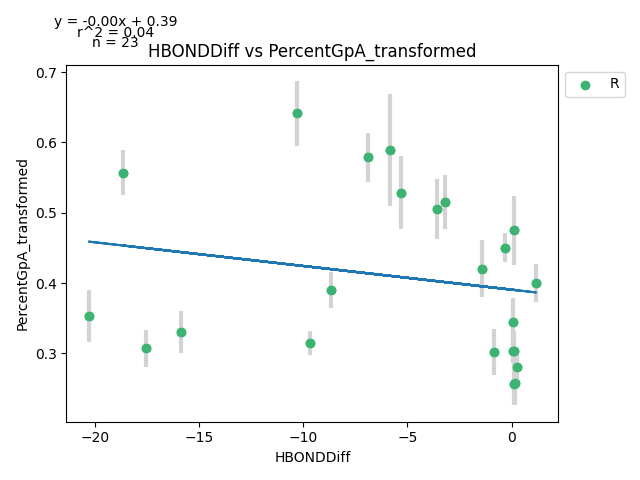 y = -0.00x + 0.39
r^2 = 0.04
n = 23
HBONDDiff vs PercentGpA_transformed
R
PercentGpA_transformed
0.7
0.6
0.5
0.4
0.3
−20
−15
−10
−5
0
HBONDDiff